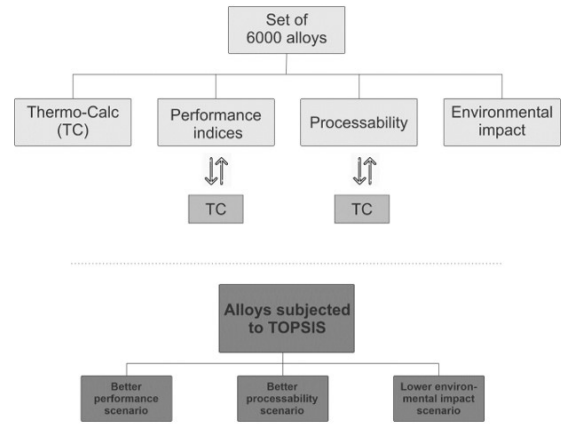 Set of
6000 alloys
Thermo-Calc
(TC)
Performance
indices
Processability
Environmental
impact
TC
TC
Alloys subjected
to TOPSIS
Better
performance
scenario
Better
processability
scenario
Lower environ-
mental impact
scenario